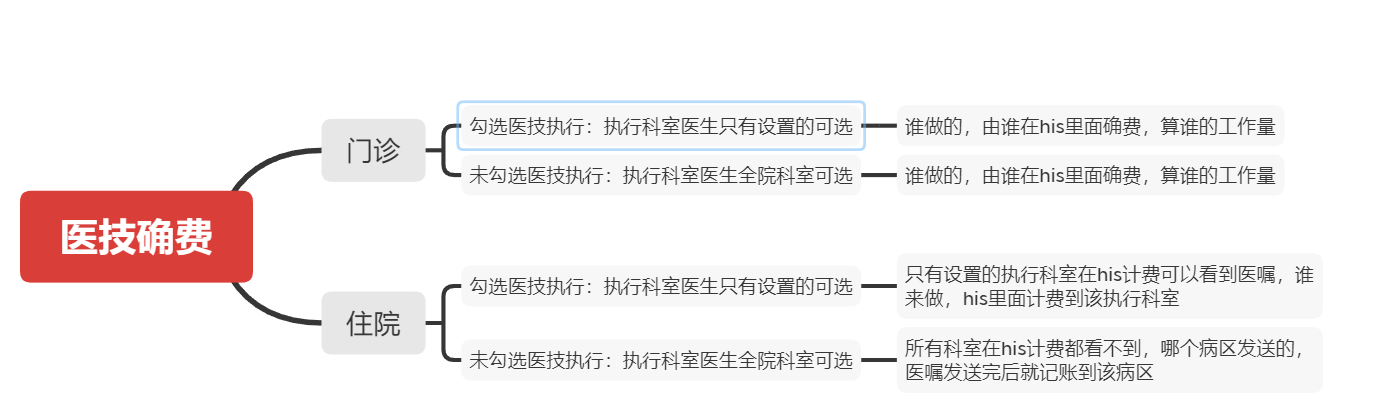 医技确费
门诊
勾选医技执行：执行科室医生只有设置的可选
谁做的，由谁在his里面确费，算谁的工作量
未勾选医技执行：执行科室医生全院科室可选
谁做的，由谁在his里面确费，算谁的工作量
住院
勾选医技执行：执行科室医生只有设置的可选
只有设置的执行科室在his计费可以看到医嘱，谁
来做，his里面计费到该执行科室
未勾选医技执行：执行科室医生全院科室可选
所有科室在his计费都看不到，哪个病区发送的，
医嘱发送完后就记账到该病区